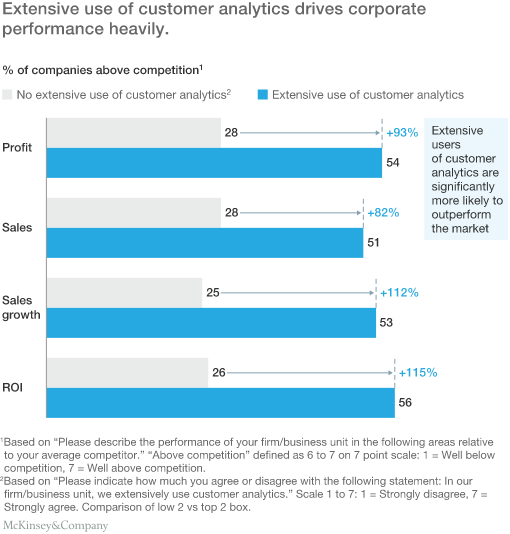 Extensive use of customer analytics drives corporate
performance heavily.
% of companies above competition¹
No extensive use of customer analytics²
Extensive use of customer analytics
Profit
28
+93%
54
Extensive
users
of customer
analytics are
significantly
more likely to
outperform
the market
Sales
28
+82%
51
Sales
growth
25
+112%
53
ROI
26
+115%
56
¹Based on “Please describe the performance of your firm/business unit in the following areas relative
to your average competitor.” “Above competition” defined as 6 to 7 on 7 point scale: 1 = Well below
competition, 7 = Well above competition.
²Based on “Please indicate how much you agree or disagree with the following statement: In our
firm/business unit, we extensively use customer analytics.” Scale 1 to 7: 1 = Strongly disagree, 7 =
Strongly agree. Comparison of low 2 vs top 2 box.
McKinsey&Company